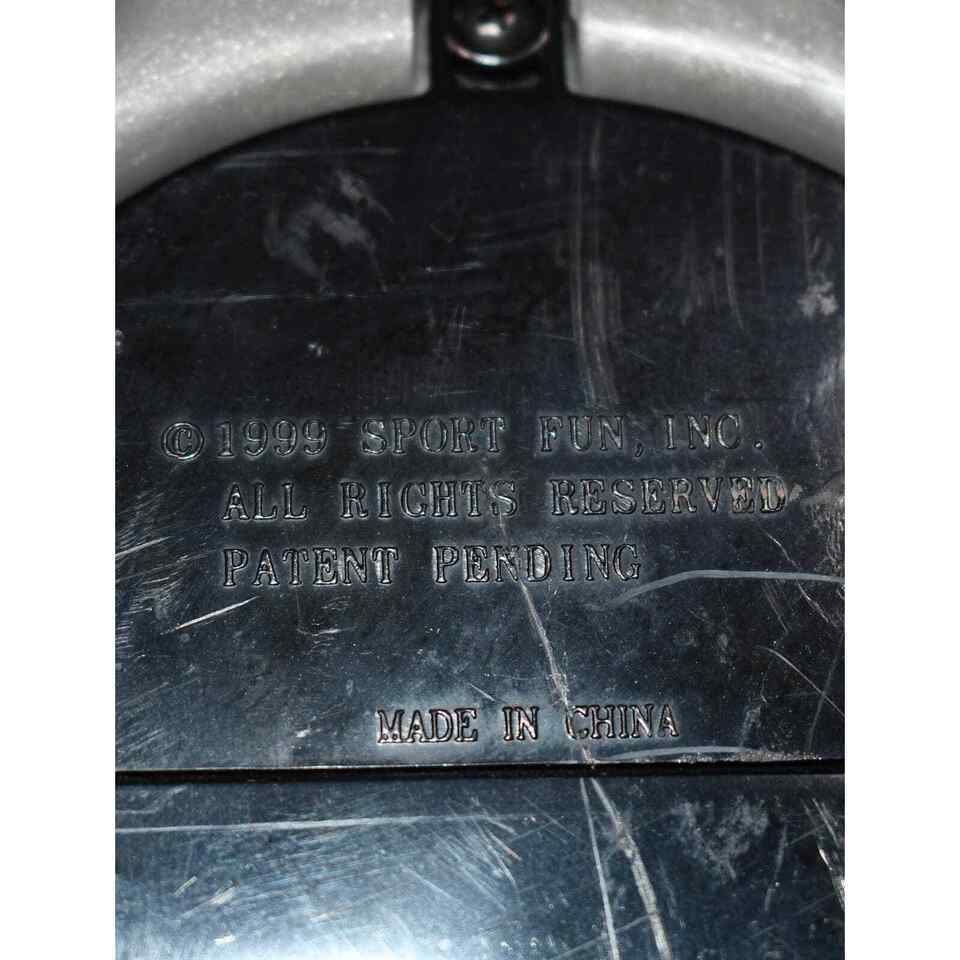 ©1999 SPORT FUN, INC.
ALL RIGHTS RESERVED
PATENT PENDING
MADE IN CHINA